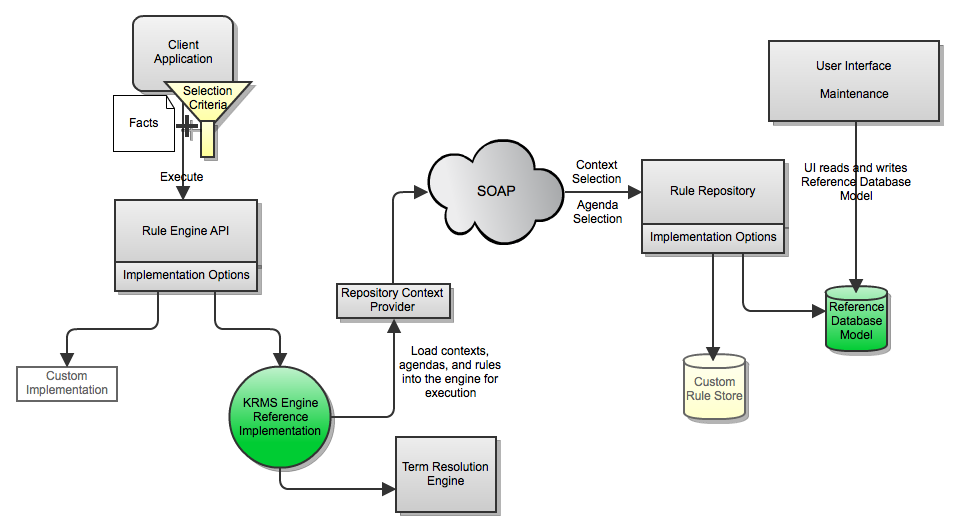 Client
Application
Selection
Criteria
Facts
Execute
Rule Engine API
Implementation Options
Custom
Implementation
KRMS Engine
Reference
Implementation
Term Resolution
Engine
Load contexts,
agendas, and rules
into the engine for
execution
Repository Context
Provider
SOAP
Context
Selection
Agenda
Selection
Rule Repository
Implementation Options
Custom
Rule Store
User Interface
Maintenance
UI reads and writes
Reference Database
Model
Reference
Database
Model